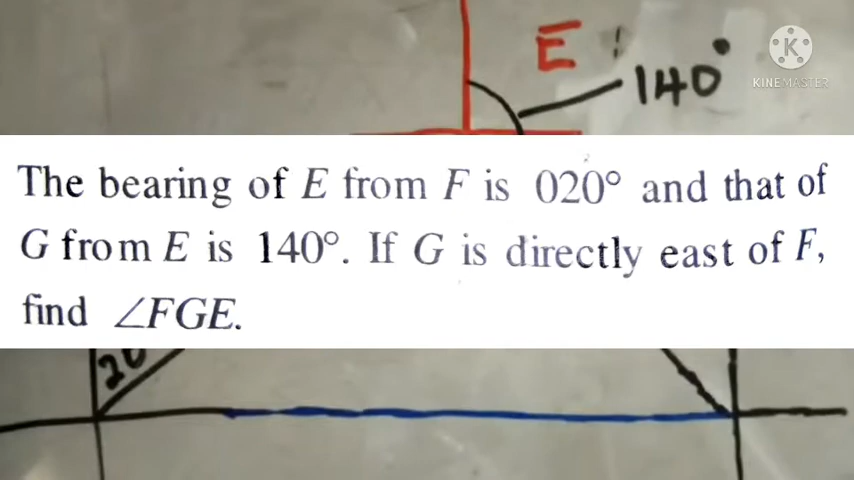 E
140°
K
KINEMASTER
The bearing of E from F is 020° and that of
G from E is 140°. If G is directly east of F,
find ∠FGE.
20